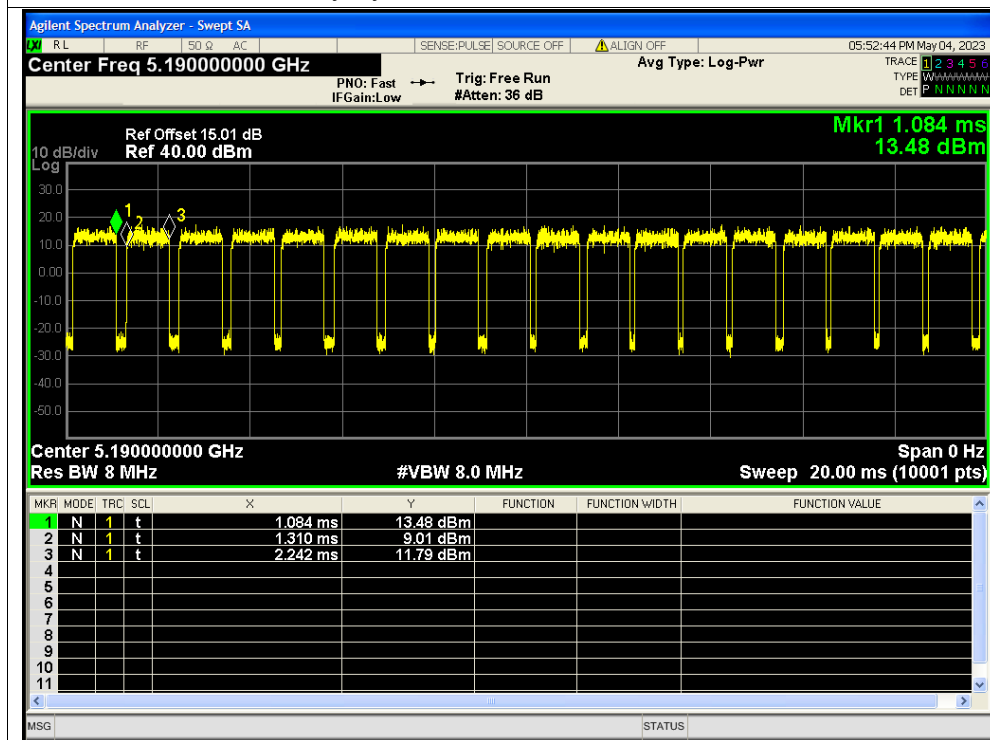 Agilent Spectrum Analyzer - Swept SA
LXI RL RF 50 Ω AC SENSE:PULSE SOURCE OFF ALIGN OFF 05:52:44 PM May 04, 2023
Center Freq 5.190000000 GHz Avg Type: Log-Pwr TRACE 1 2 3 4 5 6
PNO: Fast Trig: Free Run TYPE WWWWWW
IFGain:Low #Atten: 36 dB DET P N N N N N
Mkr1 1.084 ms
Ref Offset 15.01 dB
10 dB/div Ref 40.00 dBm 13.48 dBm
Log
30.0
20.0
10.0
0.00
-10.0
-20.0
-30.0
-40.0
-50.0
1
2
3
Center 5.190000000 GHz Span 0 Hz
Res BW 8 MHz #VBW 8.0 MHz Sweep 20.00 ms (10001 pts)
MKR MODE TRC SCL X Y FUNCTION FUNCTION WIDTH FUNCTION VALUE
1 N 1 t 1.084 ms 13.48 dBm
2 N 1 t 1.310 ms 9.01 dBm
3 N 1 t 2.242 ms 11.79 dBm
4
5
6
7
8
9
10
11
MSG STATUS